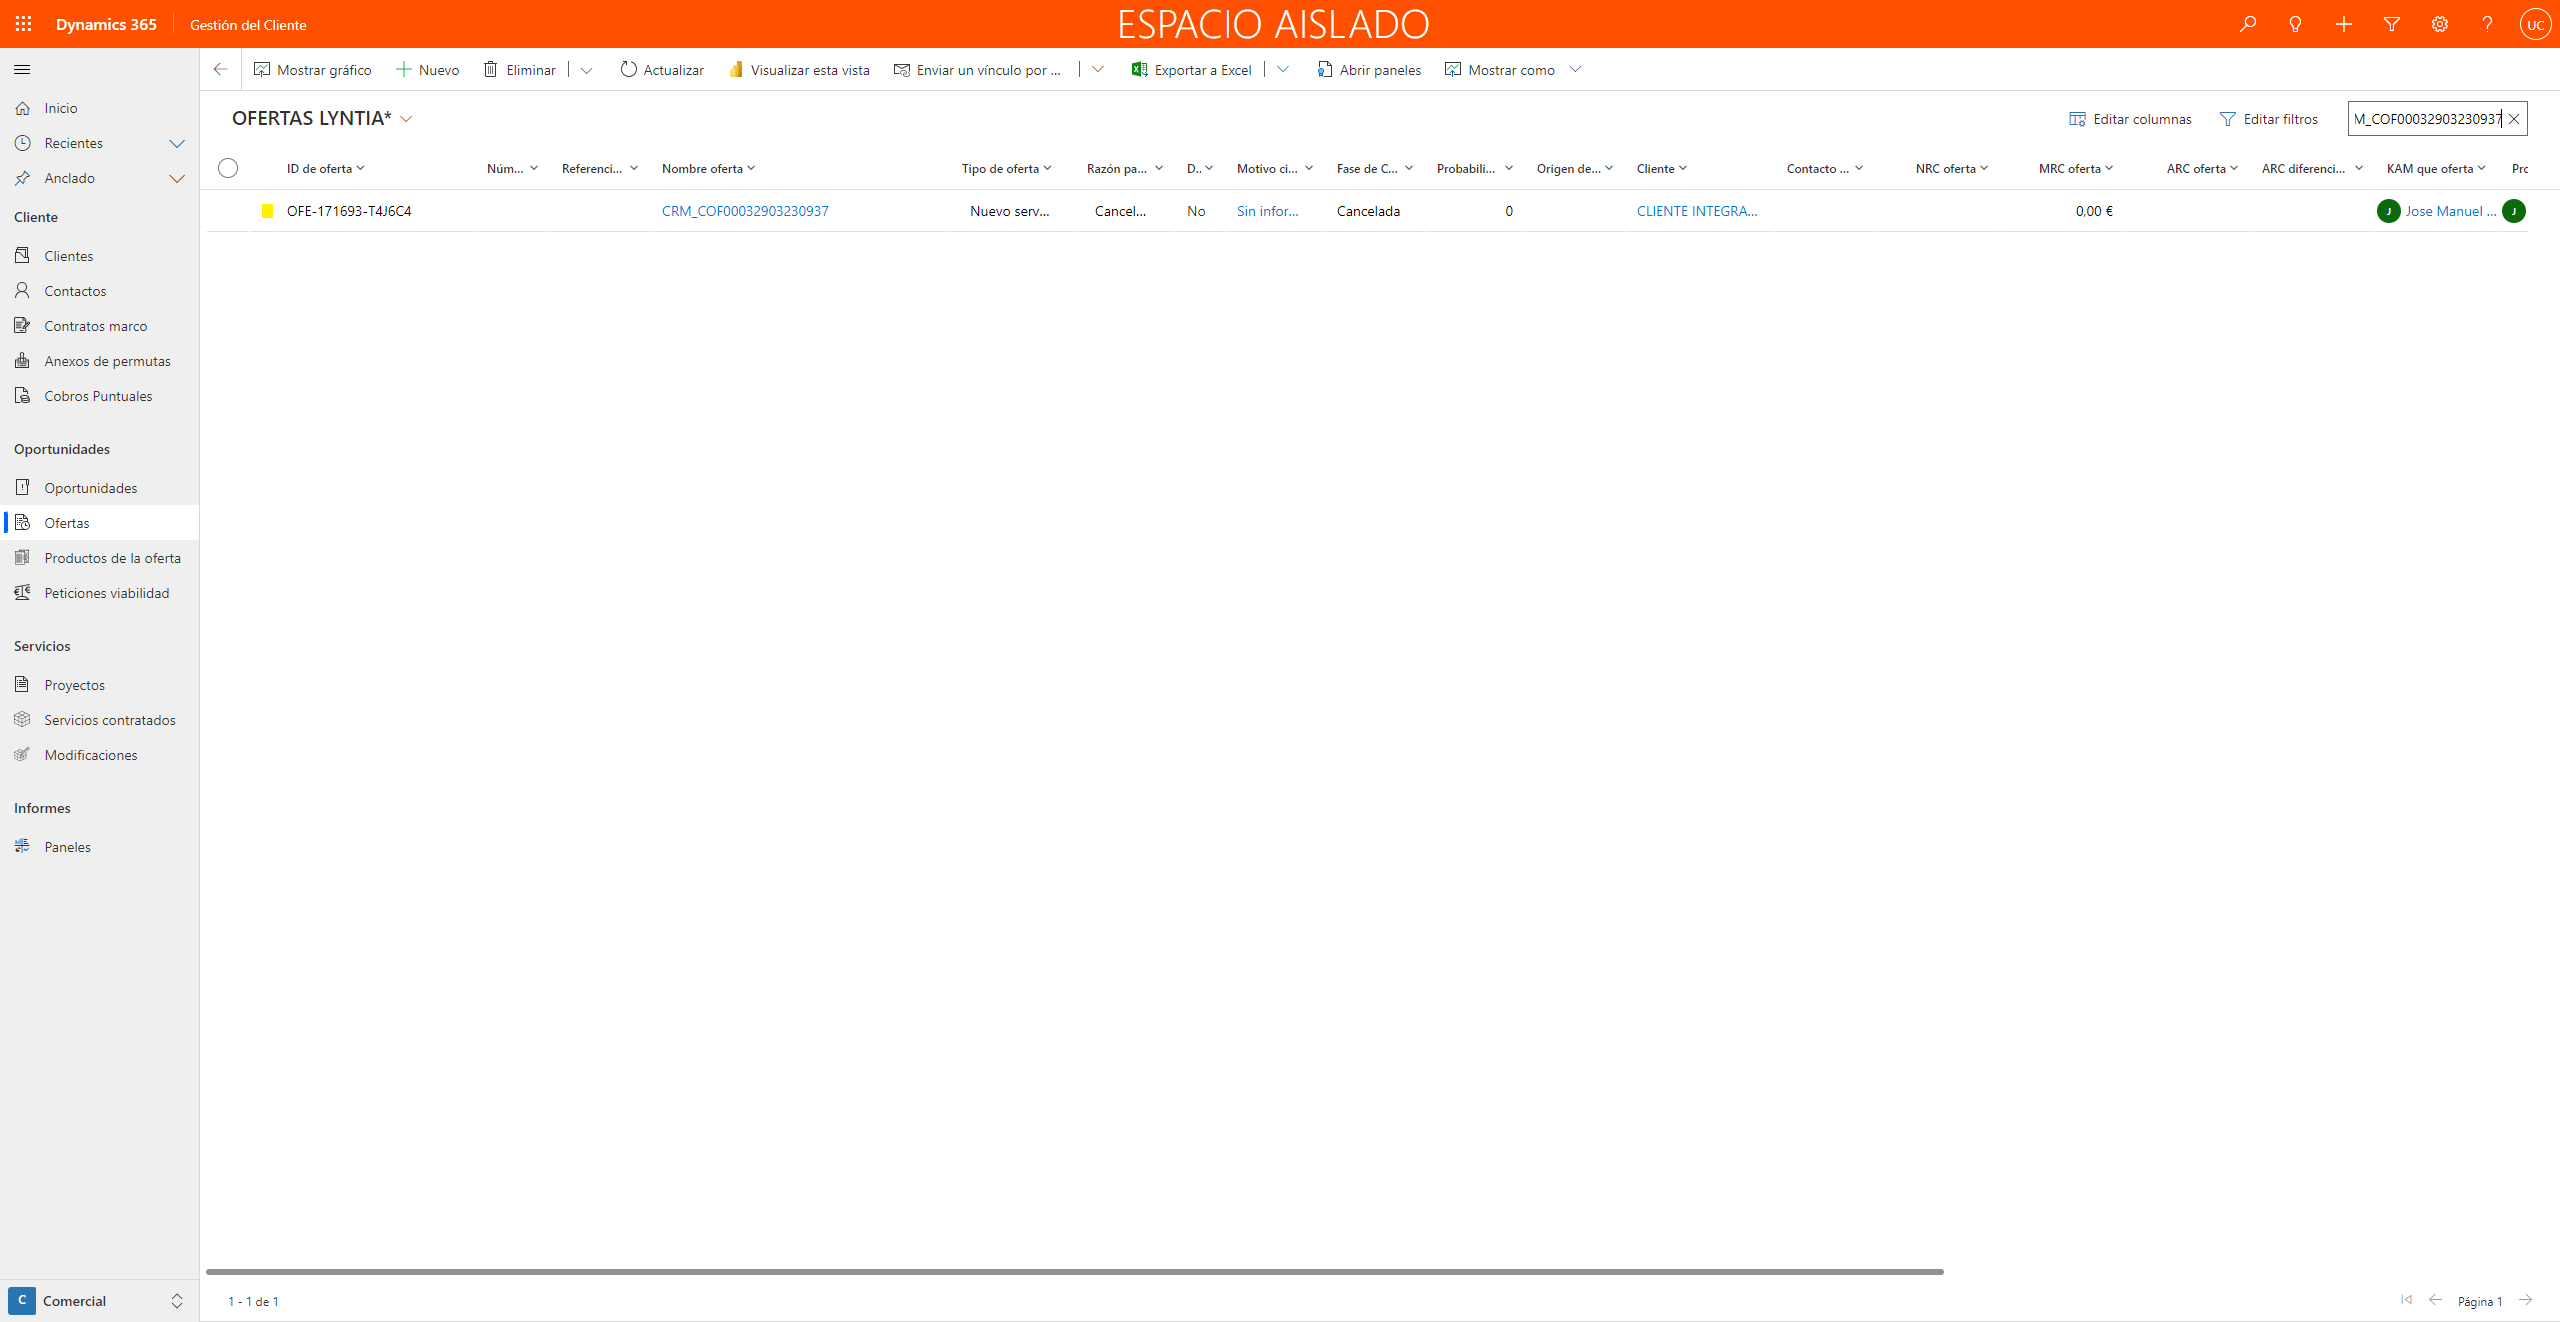 Dynamics 365
Gestión del Cliente
ESPACIO AISLADO
UC
Mostrar gráfico
Nuevo
Eliminar
Actualizar
Visualizar esta vista
Enviar un vínculo por ...
Exportar a Excel
Abrir paneles
Mostrar como
Inicio
Recientes
Anclado
Cliente
Clientes
Contactos
Contratos marco
Anexos de permutas
Cobros Puntuales
Oportunidades
Oportunidades
Ofertas
Productos de la oferta
Peticiones viabilidad
Servicios
Proyectos
Servicios contratados
Modificaciones
Informes
Paneles
C
Comercial
OFERTAS LYNTIA*
Editar columnas
Editar filtros
M_COF00032903230937
ID de oferta
Núm...
Referenci...
Nombre oferta
Tipo de oferta
Razón pa...
D..
Motivo ci...
Fase de C...
Probabili...
Origen de...
Cliente
Contacto ...
NRC oferta
MRC oferta
ARC oferta
ARC diferenci...
KAM que oferta
Prc
OFE-171693-T4J6C4
CRM_COF00032903230937
Nuevo serv...
Cancel...
No
Sin infor...
Cancelada
0
CLIENTE INTEGRA...
0,00 €
J
Jose Manuel ...
J
1 - 1 de 1
Página 1